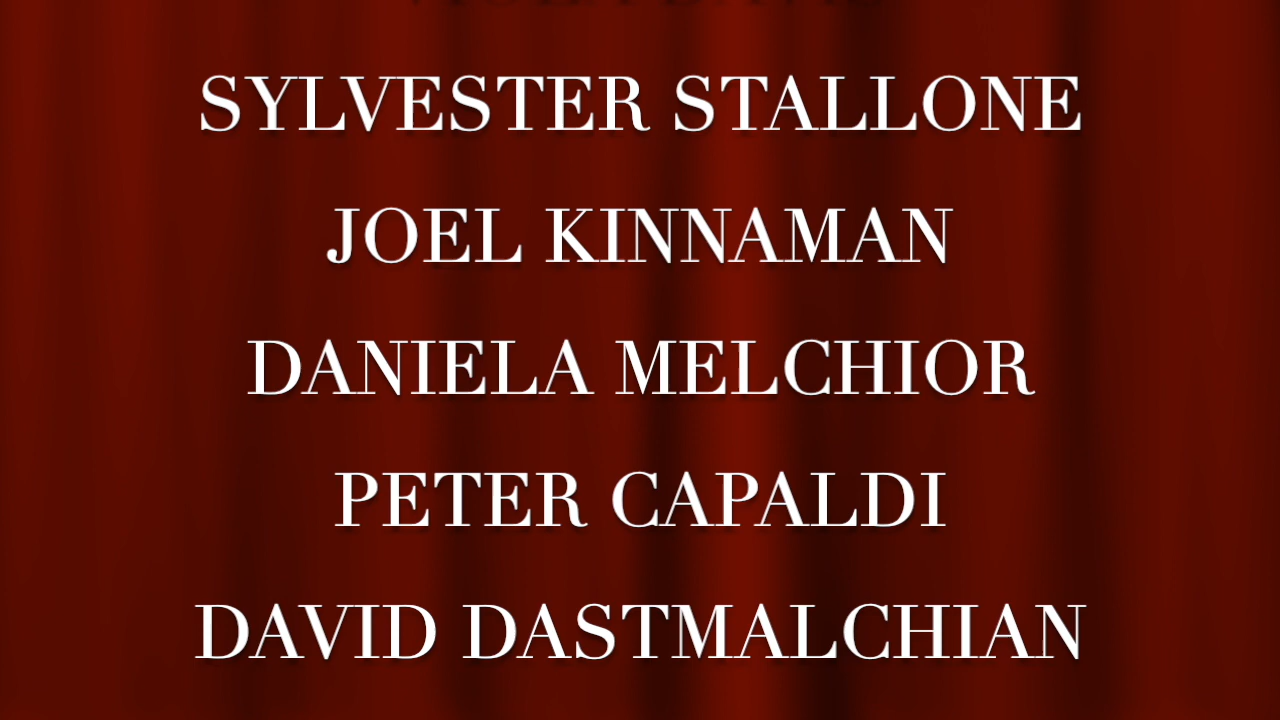 SYLVESTER STALLONE
JOEL KINNAMAN
DANIELA MELCHIOR
PETER CAPALDI
DAVID DASTMALCHIAN